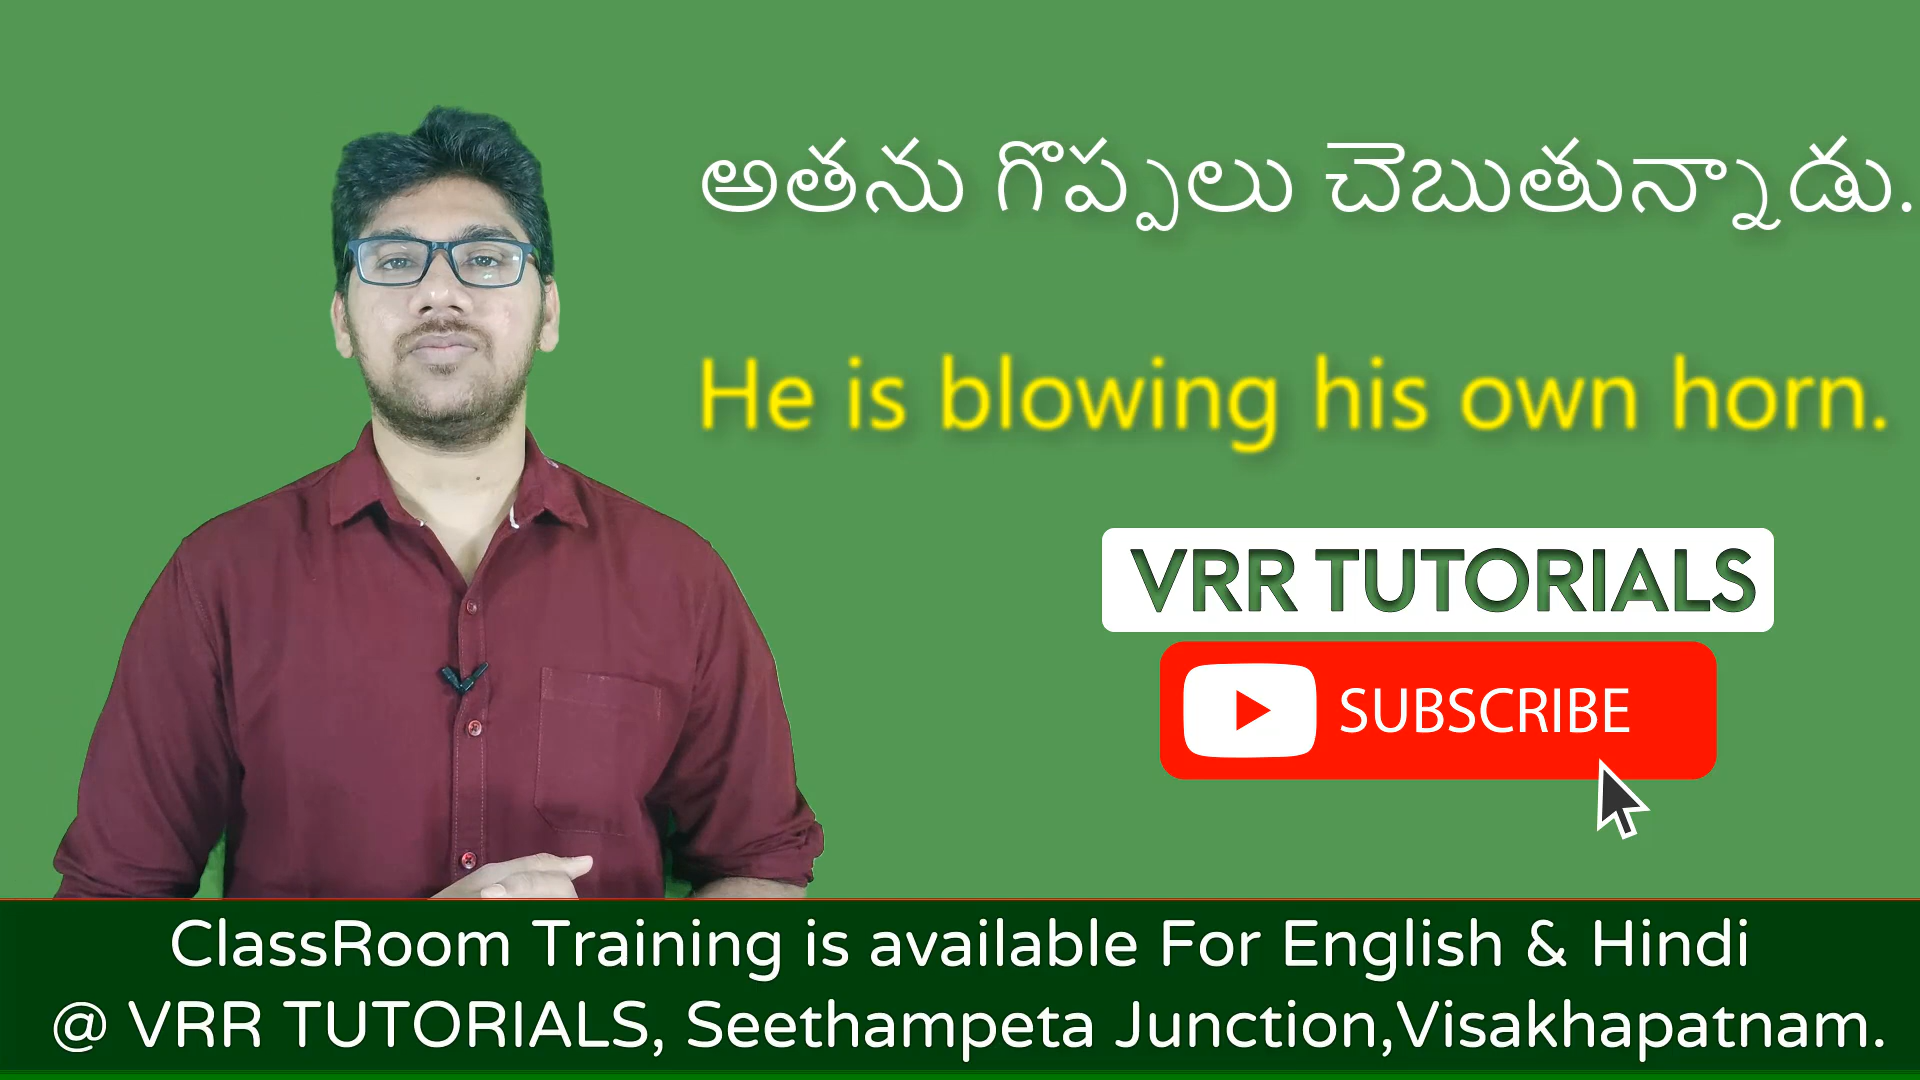 అతను గొప్పలు చెబుతున్నాడు.
He is blowing his own horn.
VRR TUTORIALS
SUBSCRIBE
ClassRoom Training is available For English & Hindi
@ VRR TUTORIALS, Seethampeta Junction,Visakhapatnam.